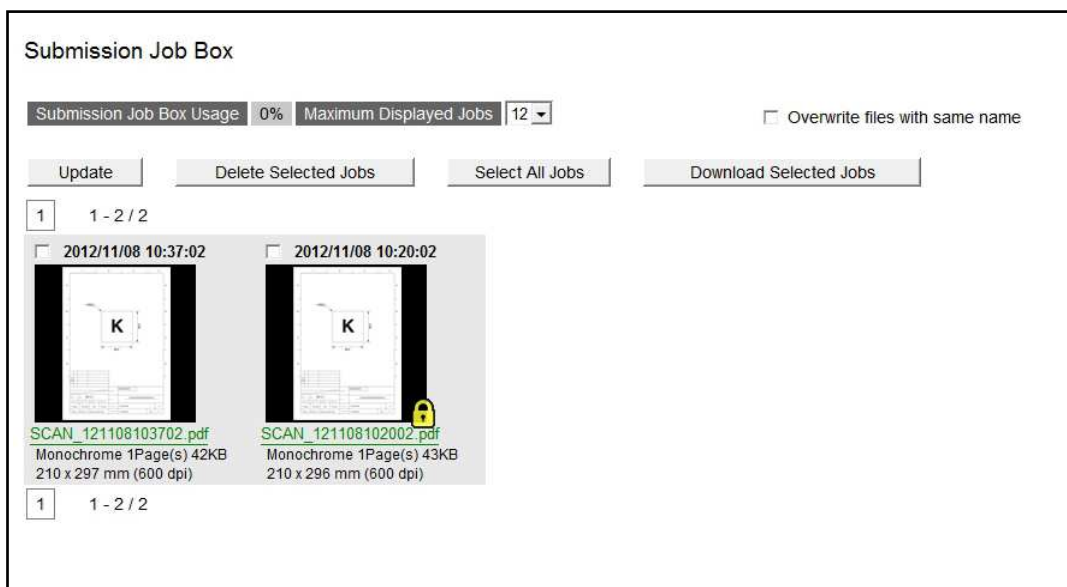 Submission Job Box
Submission Job Box Usage 0% Maximum Displayed Jobs 12 Overwrite files with same name
Update Delete Selected Jobs Select All Jobs Download Selected Jobs
1 1 - 2 / 2
2012/11/08 10:37:02 2012/11/08 10:20:02
K K
SCAN_121108103702.pdf SCAN_121108102002.pdf
Monochrome 1Page(s) 42KB Monochrome 1Page(s) 43KB
210 x 297 mm (600 dpi) 210 x 296 mm (600 dpi)
1 1 - 2 / 2